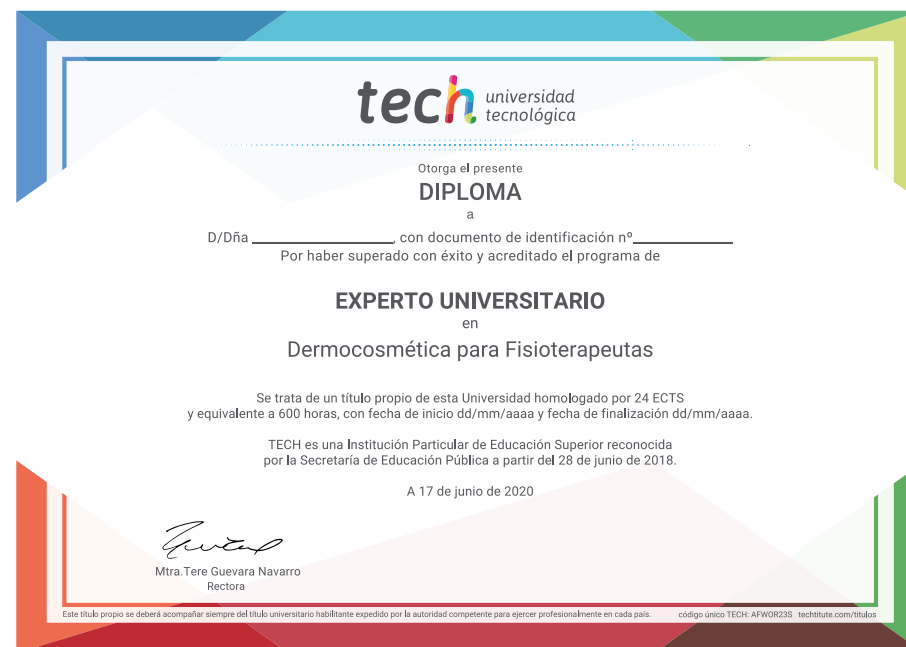 tech universidad
tecnológica
Otorga el presente
DIPLOMA
a
D/Dña ____________________, con documento de identificación nº______________
Por haber superado con éxito y acreditado el programa de
EXPERTO UNIVERSITARIO
en
Dermocosmética para Fisioterapeutas
Se trata de un título propio de esta Universidad homologado por 24 ECTS
y equivalente a 600 horas, con fecha de inicio dd/mm/aaaa y fecha de finalización dd/mm/aaaa.
TECH es una Institución Particular de Educación Superior reconocida
por la Secretaría de Educación Pública a partir del 28 de junio de 2018.
A 17 de junio de 2020
Mtra.Tere Guevara Navarro
Rectora
Este título propio se deberá acompañar siempre del título universitario habilitante expedido por la autoridad competente para ejercer profesionalmente en cada país. código único TECH: AFWOR23S techtitute.com/titulos